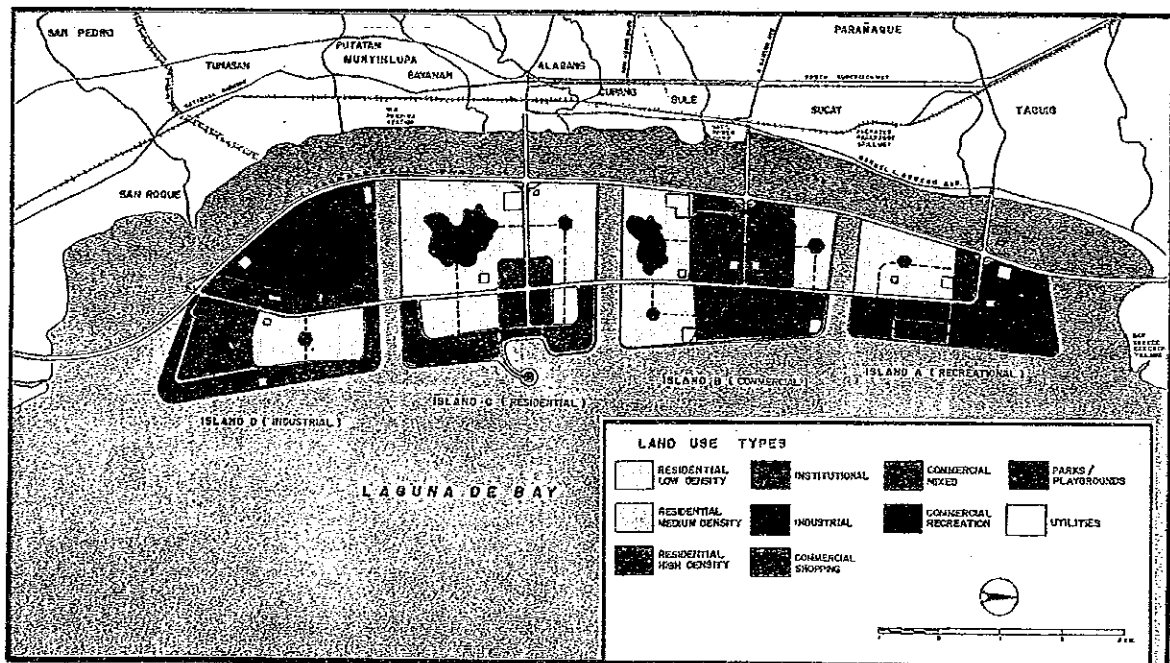 SAN PEDRO
TUNASAN
PUTATAN
MUNTINLUPA
BAYANAN
ALABANG
CUPANG
BULE
PARAÑAQUE
SUCAT
TAGUIG
SAN ROQUE
ISLAND D (INDUSTRIAL)
ISLAND C (RESIDENTIAL)
ISLAND B (COMMERCIAL)
ISLAND A (RECREATIONAL)
LAGUNA DE BAY
LAND USE TYPES
RESIDENTIAL
LOW DENSITY
INSTITUTIONAL
COMMERCIAL
MIXED
PARKS /
PLAYGROUNDS
RESIDENTIAL
MEDIUM DENSITY
INDUSTRIAL
COMMERCIAL
RECREATION
UTILITIES
RESIDENTIAL
HIGH DENSITY
COMMERCIAL
SHOPPING